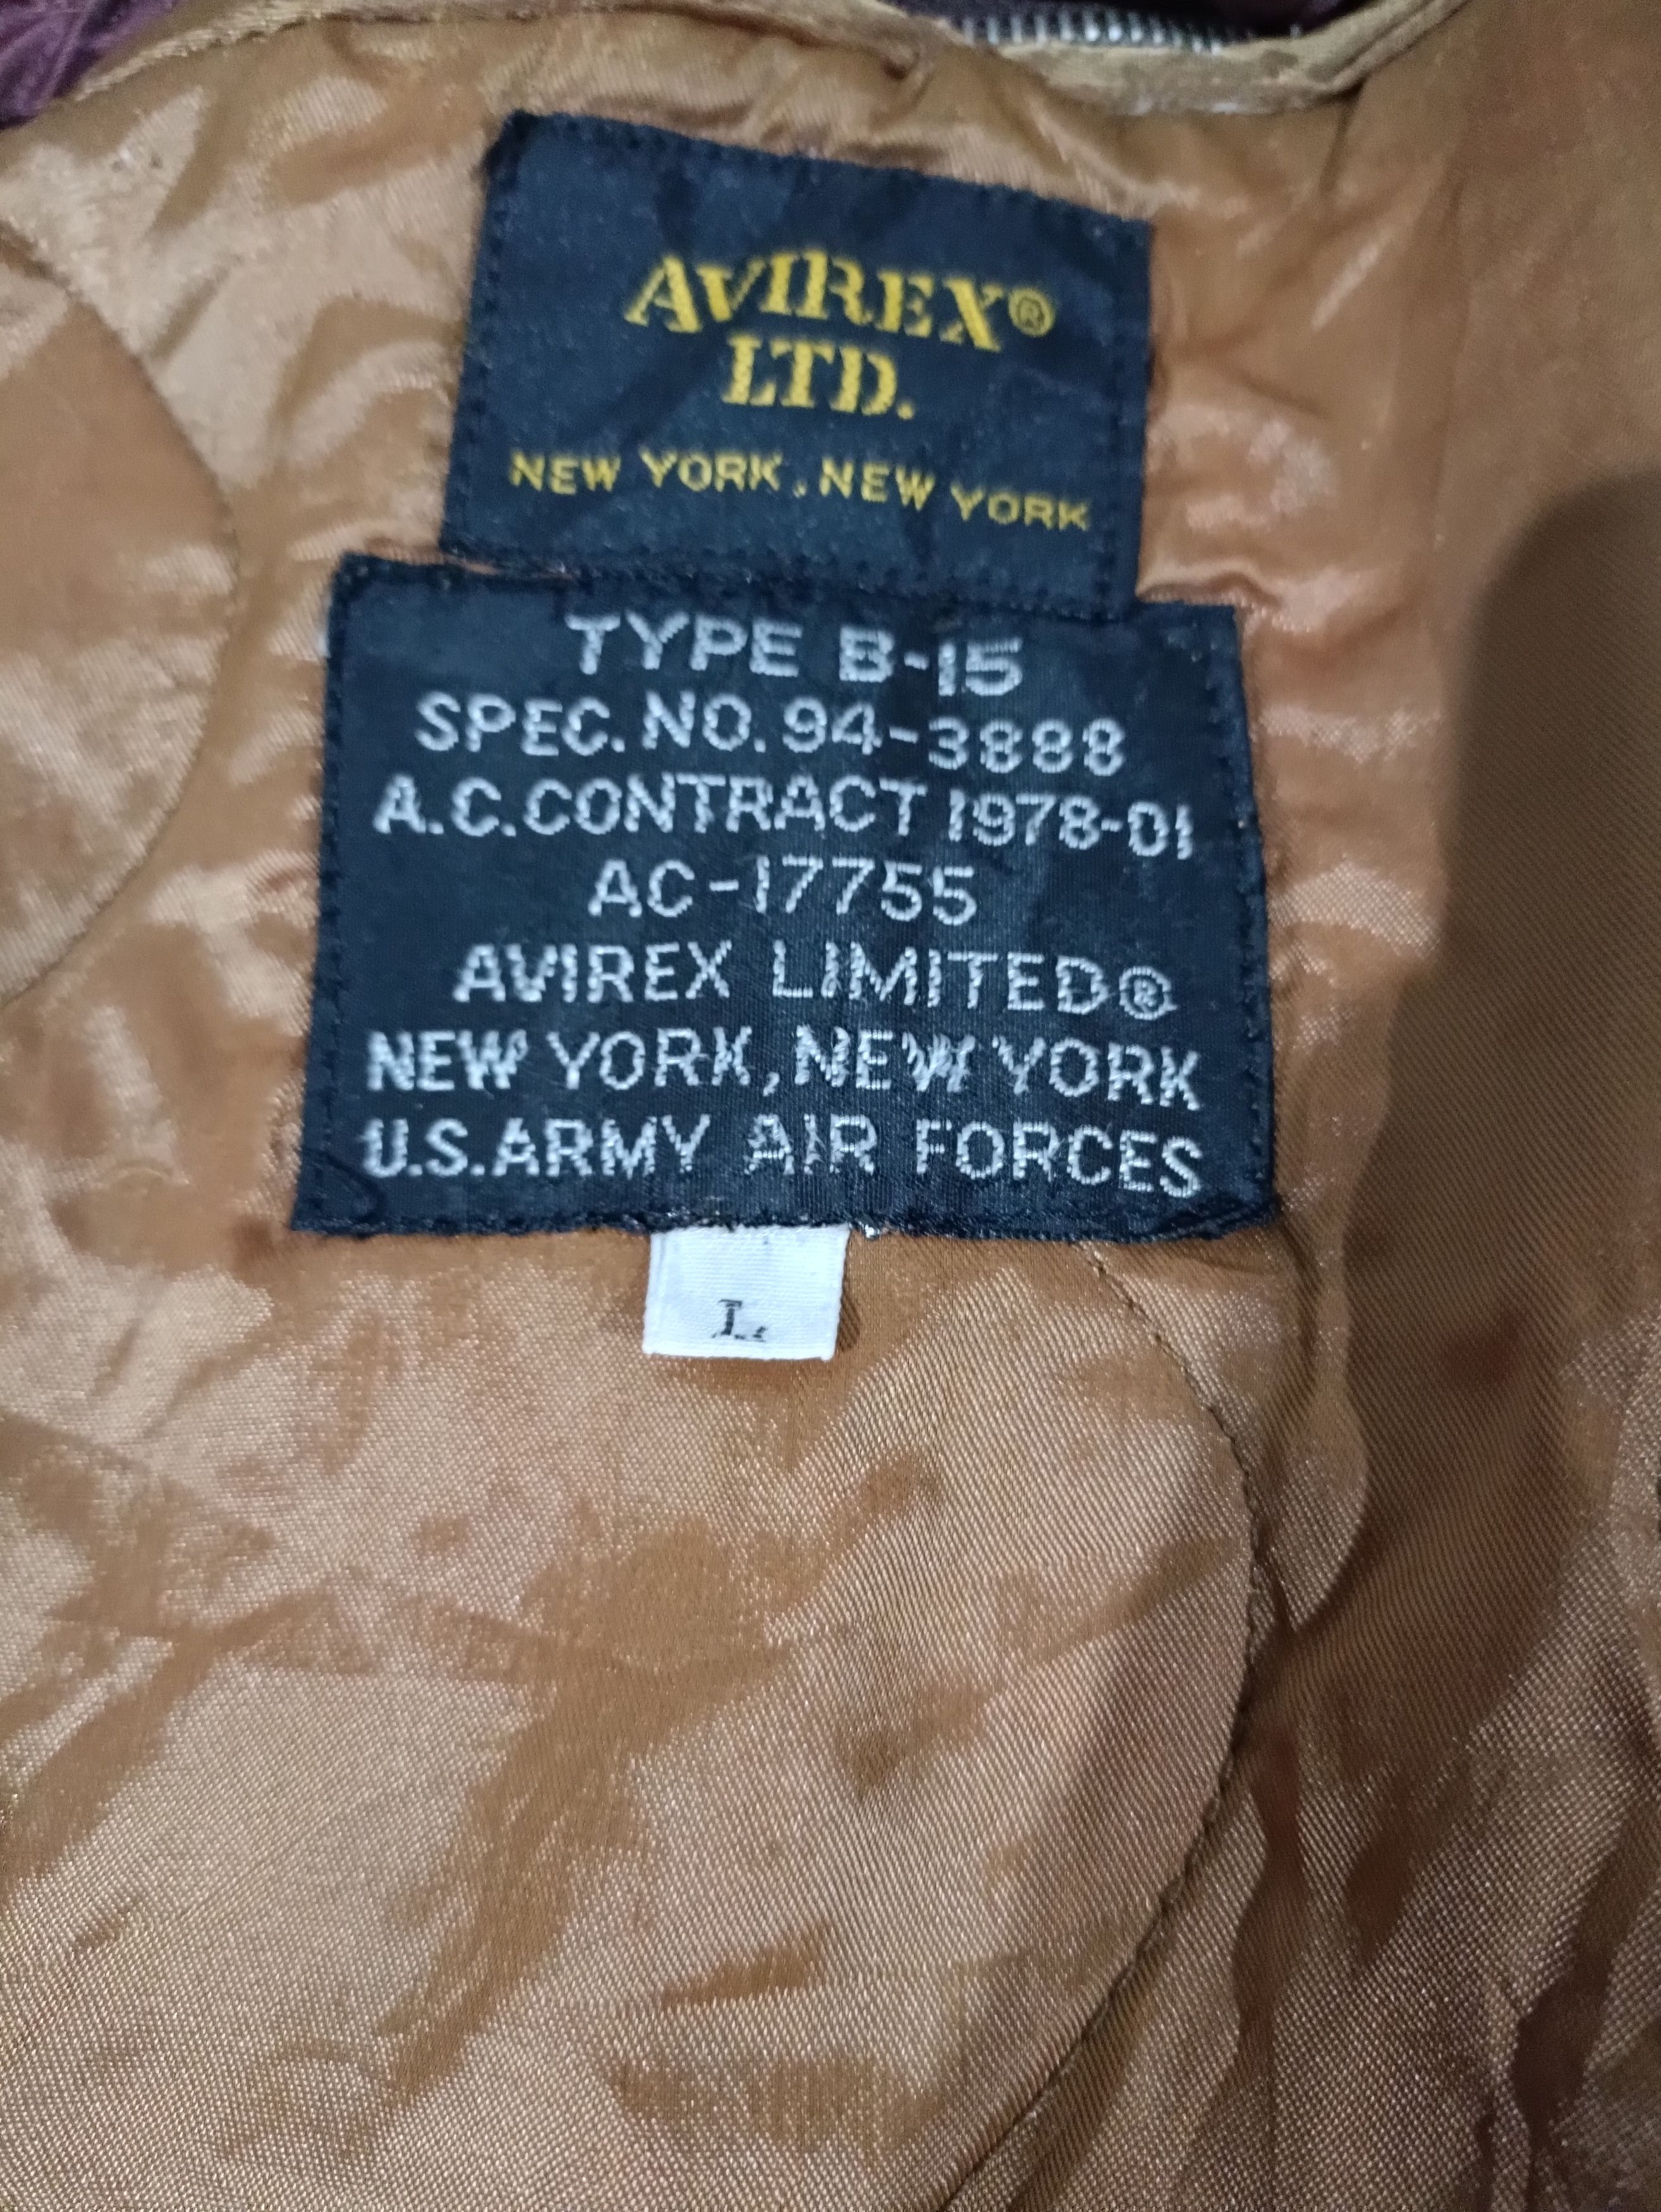 AVIREX®
LTD.
NEW YORK, NEW YORK
TYPE B-15
SPEC. NO. 94-3888
A.C. CONTRACT 1978-01
AC-17755
AVIREX LIMITED®
NEW YORK, NEW YORK
U.S. ARMY AIR FORCES
L